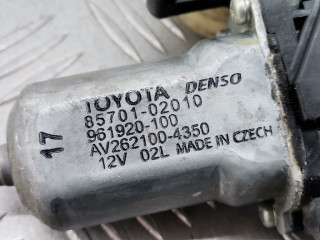 TOYOTA DENSO
85701-02010
961920-100
AV262100-4350
12V 02L MADE IN CZECH
17